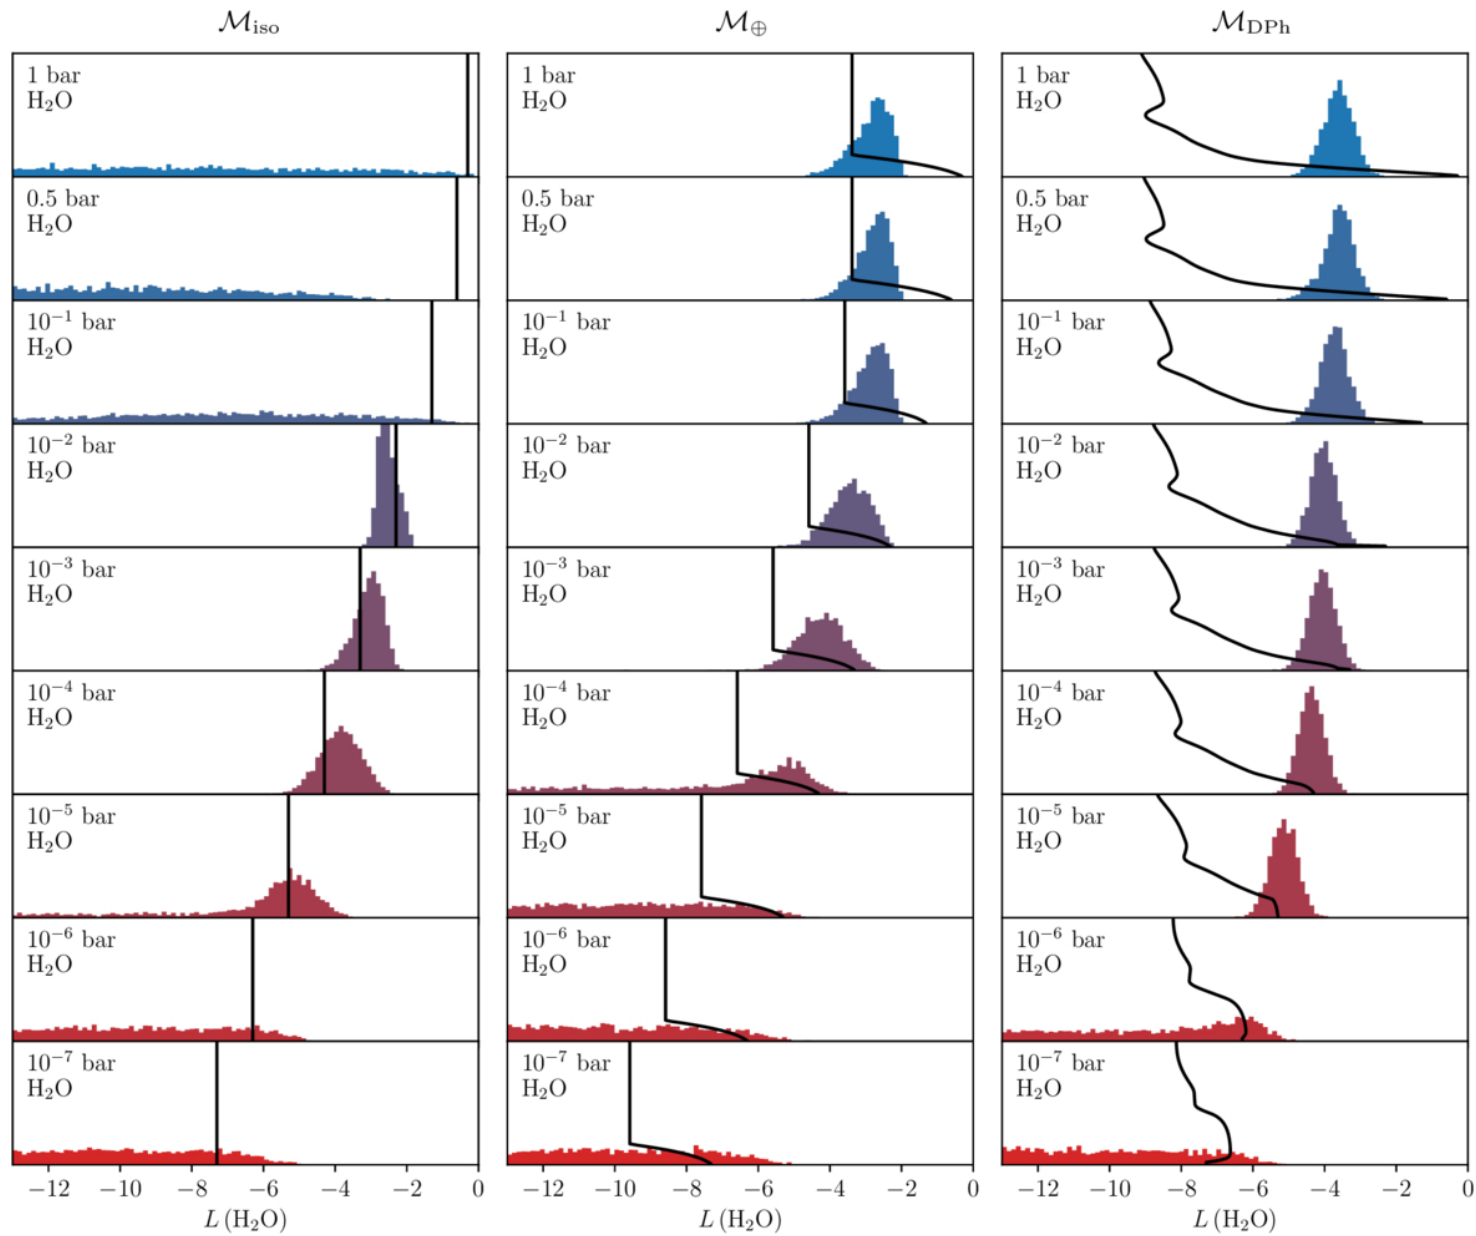 𝓜iso 𝓜⊕ 𝓜DPh
1 bar
H₂O
1 bar
H₂O
1 bar
H₂O
0.5 bar
H₂O
0.5 bar
H₂O
0.5 bar
H₂O
10⁻¹ bar
H₂O
10⁻¹ bar
H₂O
10⁻¹ bar
H₂O
10⁻² bar
H₂O
10⁻² bar
H₂O
10⁻² bar
H₂O
10⁻³ bar
H₂O
10⁻³ bar
H₂O
10⁻³ bar
H₂O
10⁻⁴ bar
H₂O
10⁻⁴ bar
H₂O
10⁻⁴ bar
H₂O
10⁻⁵ bar
H₂O
10⁻⁵ bar
H₂O
10⁻⁵ bar
H₂O
10⁻⁶ bar
H₂O
10⁻⁶ bar
H₂O
10⁻⁶ bar
H₂O
10⁻⁷ bar
H₂O
10⁻⁷ bar
H₂O
10⁻⁷ bar
H₂O
−12 −10 −8 −6 −4 −2 0
−12 −10 −8 −6 −4 −2 0
−12 −10 −8 −6 −4 −2 0
L (H₂O)
L (H₂O)
L (H₂O)